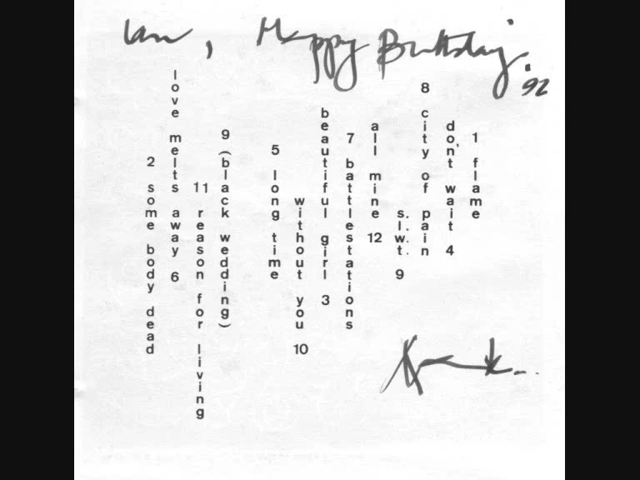 Ian, Happy Birthday. '92
2 some body dead
love melts away 6
11 reason for living
9 (black wedding)
5 long time
without you 10
beautiful girl 3
7 battlestations
all mine 12
s.l.w.t. 9
8 city of pain
don't wait 4
1 flame